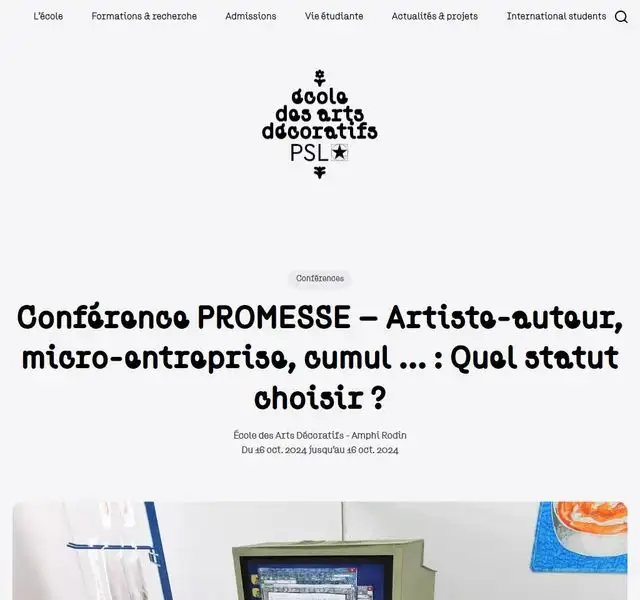 L'école
Formations & recherche
Admissions
Vie étudiante
Actualités & projets
International students
école
des arts
décoratifs
PSL
Conférences
Conférence PROMESSE – Artiste-auteur,
micro-entreprise, cumul ... : Quel statut
choisir ?
École des Arts Décoratifs - Amphi Rodin
Du 16 oct. 2024 jusqu'au 16 oct. 2024